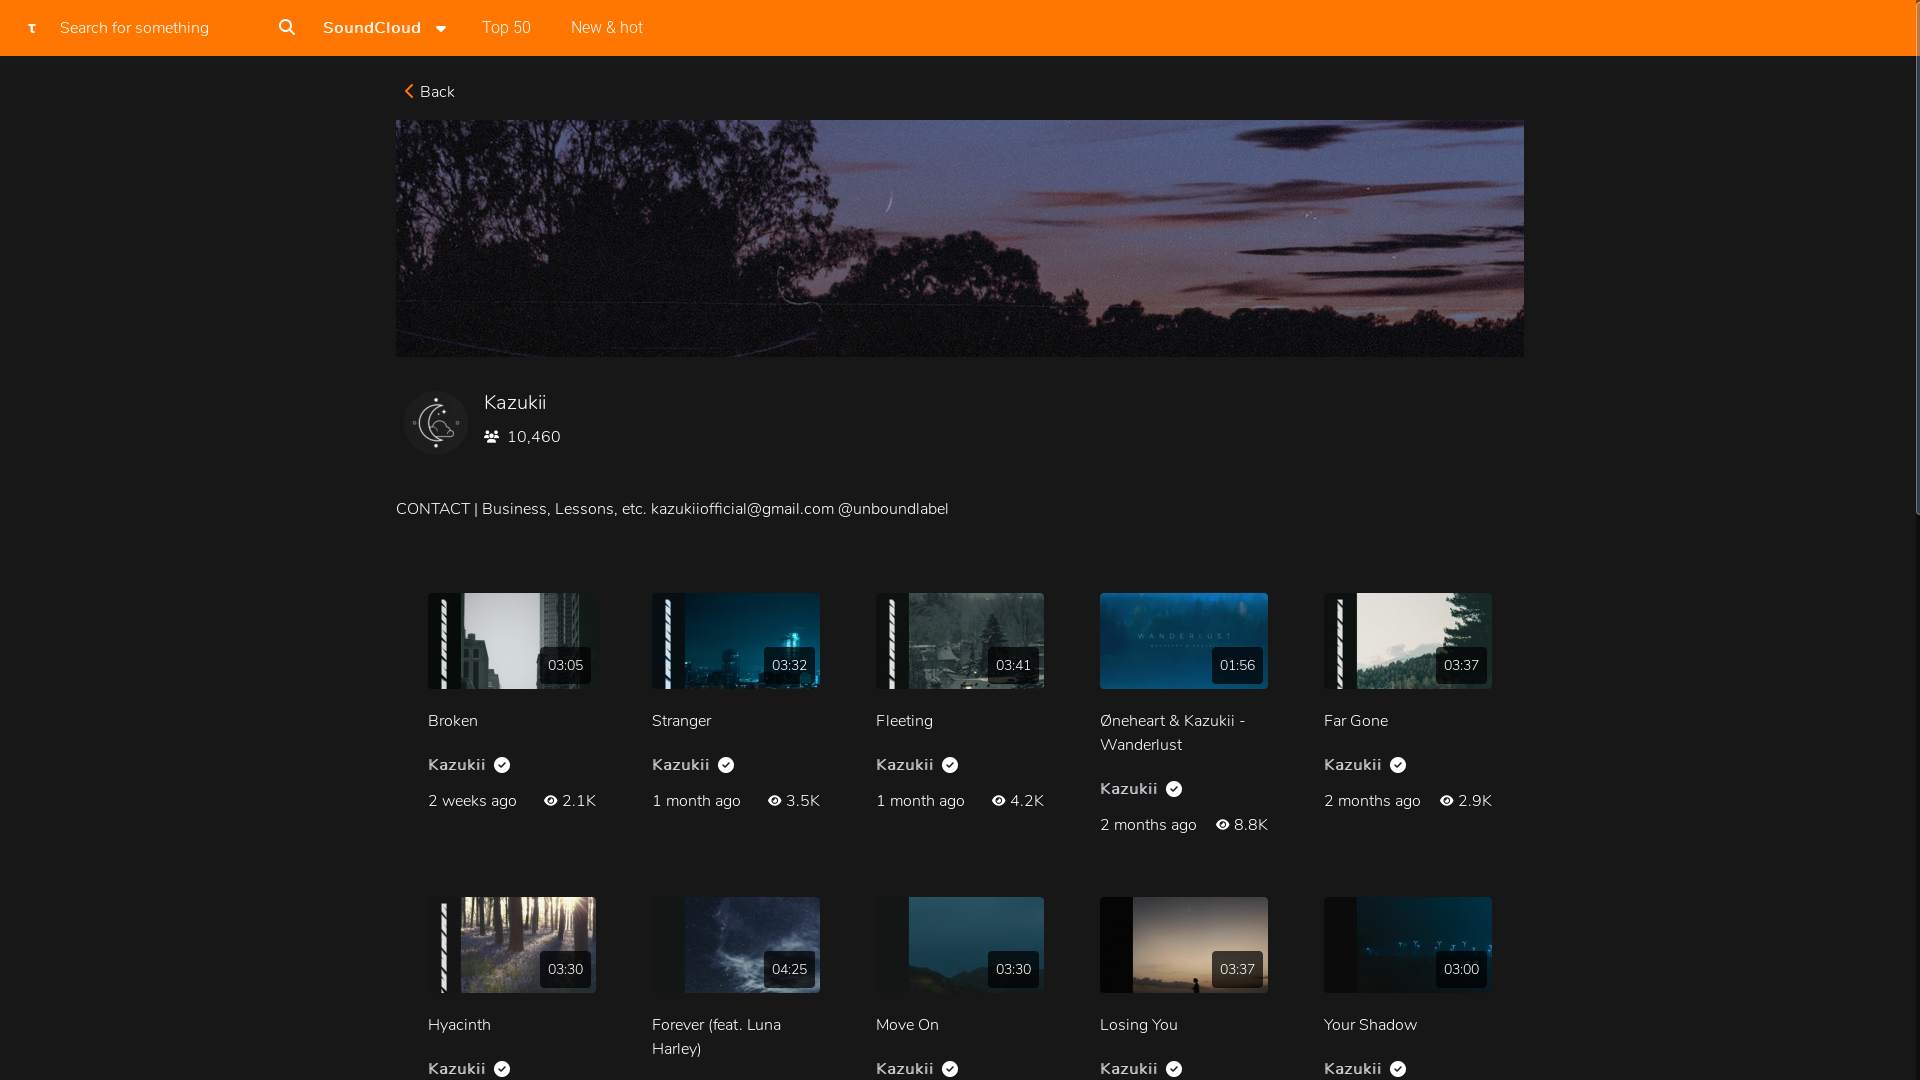 τ Search for something SoundCloud Top 50 New & hot
Back
Kazukii
10,460
CONTACT | Business, Lessons, etc. kazukiiofficial@gmail.com @unboundlabel
03:05 03:32 03:41 WANDERLUST 01:56 03:37
Broken Stranger Fleeting Øneheart & Kazukii - Far Gone
Wanderlust
Kazukii Kazukii Kazukii Kazukii Kazukii
2 weeks ago 2.1K 1 month ago 3.5K 1 month ago 4.2K 2 months ago 8.8K 2 months ago 2.9K
03:30 04:25 03:30 03:37 03:00
Hyacinth Forever (feat. Luna Move On Losing You Your Shadow
Harley)
Kazukii Kazukii Kazukii Kazukii